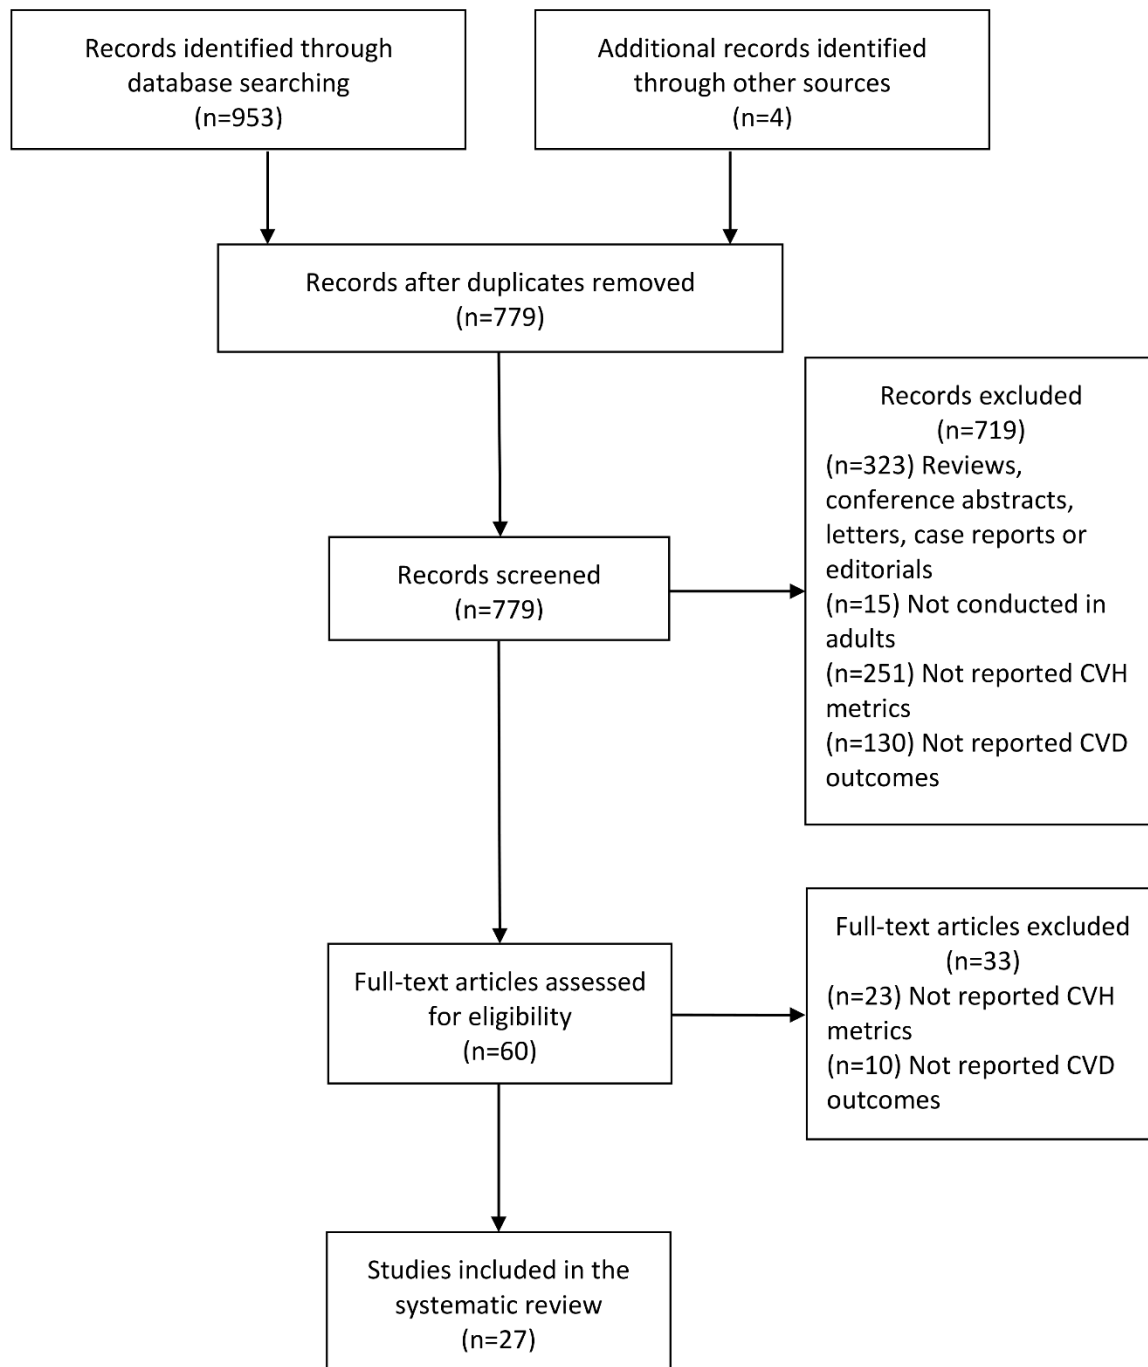 Records identified through
database searching
(n=953)
Additional records identified
through other sources
(n=4)
Records after duplicates removed
(n=779)
Records screened
(n=779)
Records excluded
(n=719)
(n=323) Reviews,
conference abstracts,
letters, case reports or
editorials
(n=15) Not conducted in
adults
(n=251) Not reported CVH
metrics
(n=130) Not reported CVD
outcomes
Full-text articles assessed
for eligibility
(n=60)
Full-text articles excluded
(n=33)
(n=23) Not reported CVH
metrics
(n=10) Not reported CVD
outcomes
Studies included in the
systematic review
(n=27)